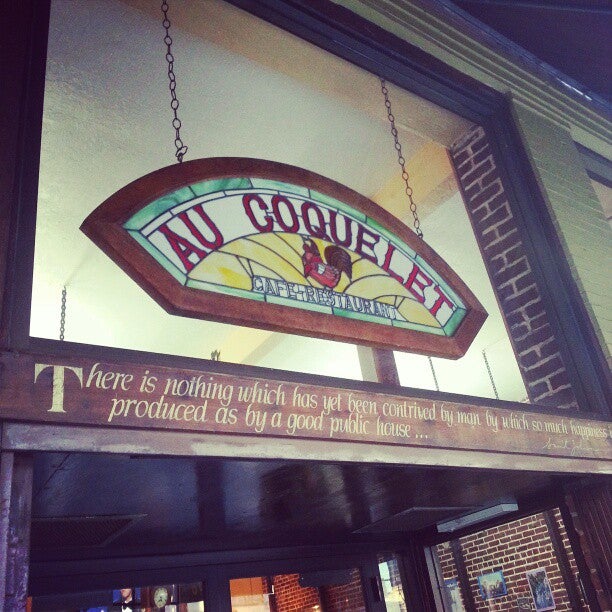 AU COQUELET
CAFE-RESTAURANT
There is nothing which has yet been contrived by man, by which so much happiness
produced as by a good public house...